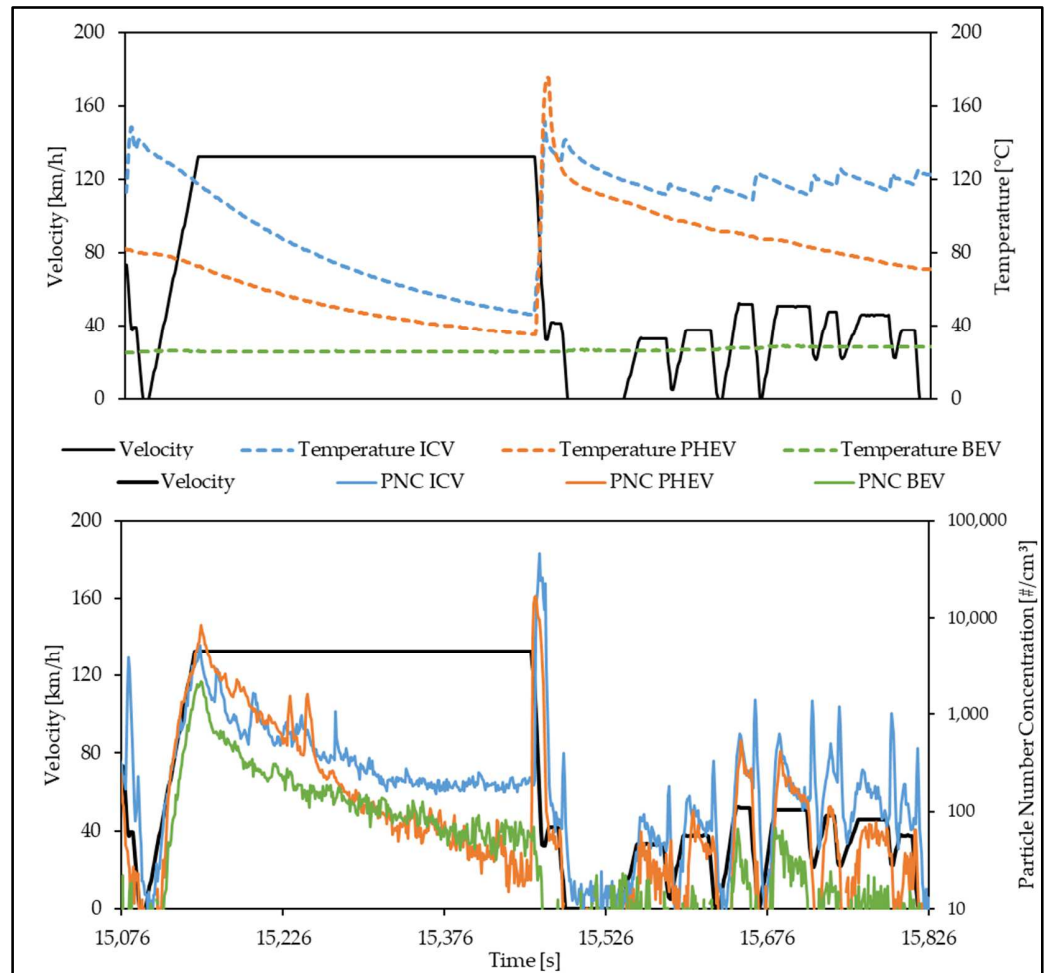 200
160
120
80
40
0
Velocity [km/h]
200
160
120
80
40
0
Temperature [°C]
Velocity Temperature ICV Temperature PHEV Temperature BEV
Velocity PNC ICV PNC PHEV PNC BEV
200
160
120
80
40
0
Velocity [km/h]
100,000
10,000
1,000
100
10
Particle Number Concentration [#/cm³]
15,076 15,226 15,376 15,526 15,676 15,826
Time [s]